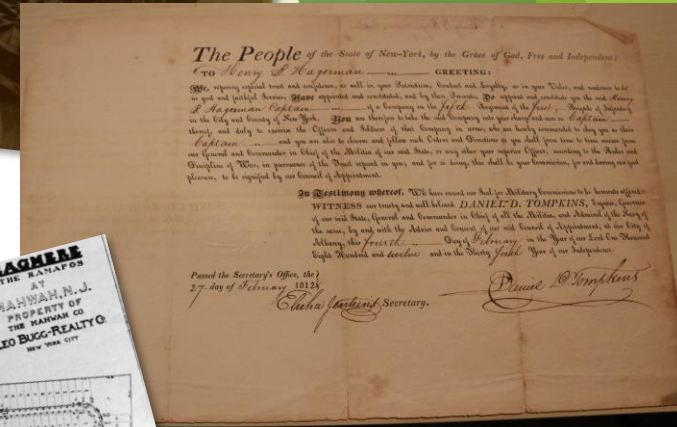 The People of the State of New-York, by the Grace of God, Free and Independent:
TO Henry Hagerman GREETING:
We, reposing especial trust and confidence, as well in your Patriotism, Conduct and Loyalty, as in your Valor, and readiness to do
us good and faithful Service; Have appointed and constituted, and by these Presents, Do appoint and constitute you the said Henry
Hagerman Captain of a Company in the Regiment of the first Brigade of Infantry
in the City and County of New York. You are therefore to take the said Company into your charge and care as Captain
thereof, and duly to exercise the Officers and Soldiers of that Company in arms, who are hereby commanded to obey you as their
Captain and you are also to observe and follow such Orders and Directions as you shall from time to time receive from
our General and Commander in Chief of the Militia of our said State, or any other your superior Officer, according to the Rules and
Discipline of War, in pursuance of the Trust reposed in you; and for so doing, this shall be your Commission, for and during our good
pleasure, to be signified by our Council of Appointment.
In Testimony whereof, We have caused our Seal for Military Commissions to be hereunto affixed:
WITNESS our trusty and well-beloved DANIEL D. TOMPKINS, Esquire, Governor
of our said State, General and Commander in Chief of all the Militia, and Admiral of the Navy of
the same, by and with the Advice and Consent of our said Council of Appointment, at our City of
Albany, this fourth Day of February in the Year of our Lord One Thousand
Eight Hundred and twelve and in the Thirty Sixth Year of our Independence.
Passed the Secretary's Office, the
27 day of February 1812
Elisha Jenkins Secretary.
Daniel D. Tompkins
THE RAMAPOS
AT
MAHWAH, N.J.
PROPERTY OF
THE MAHWAH CO.
LEO BUGG-REALTY CO.
NEW YORK CITY